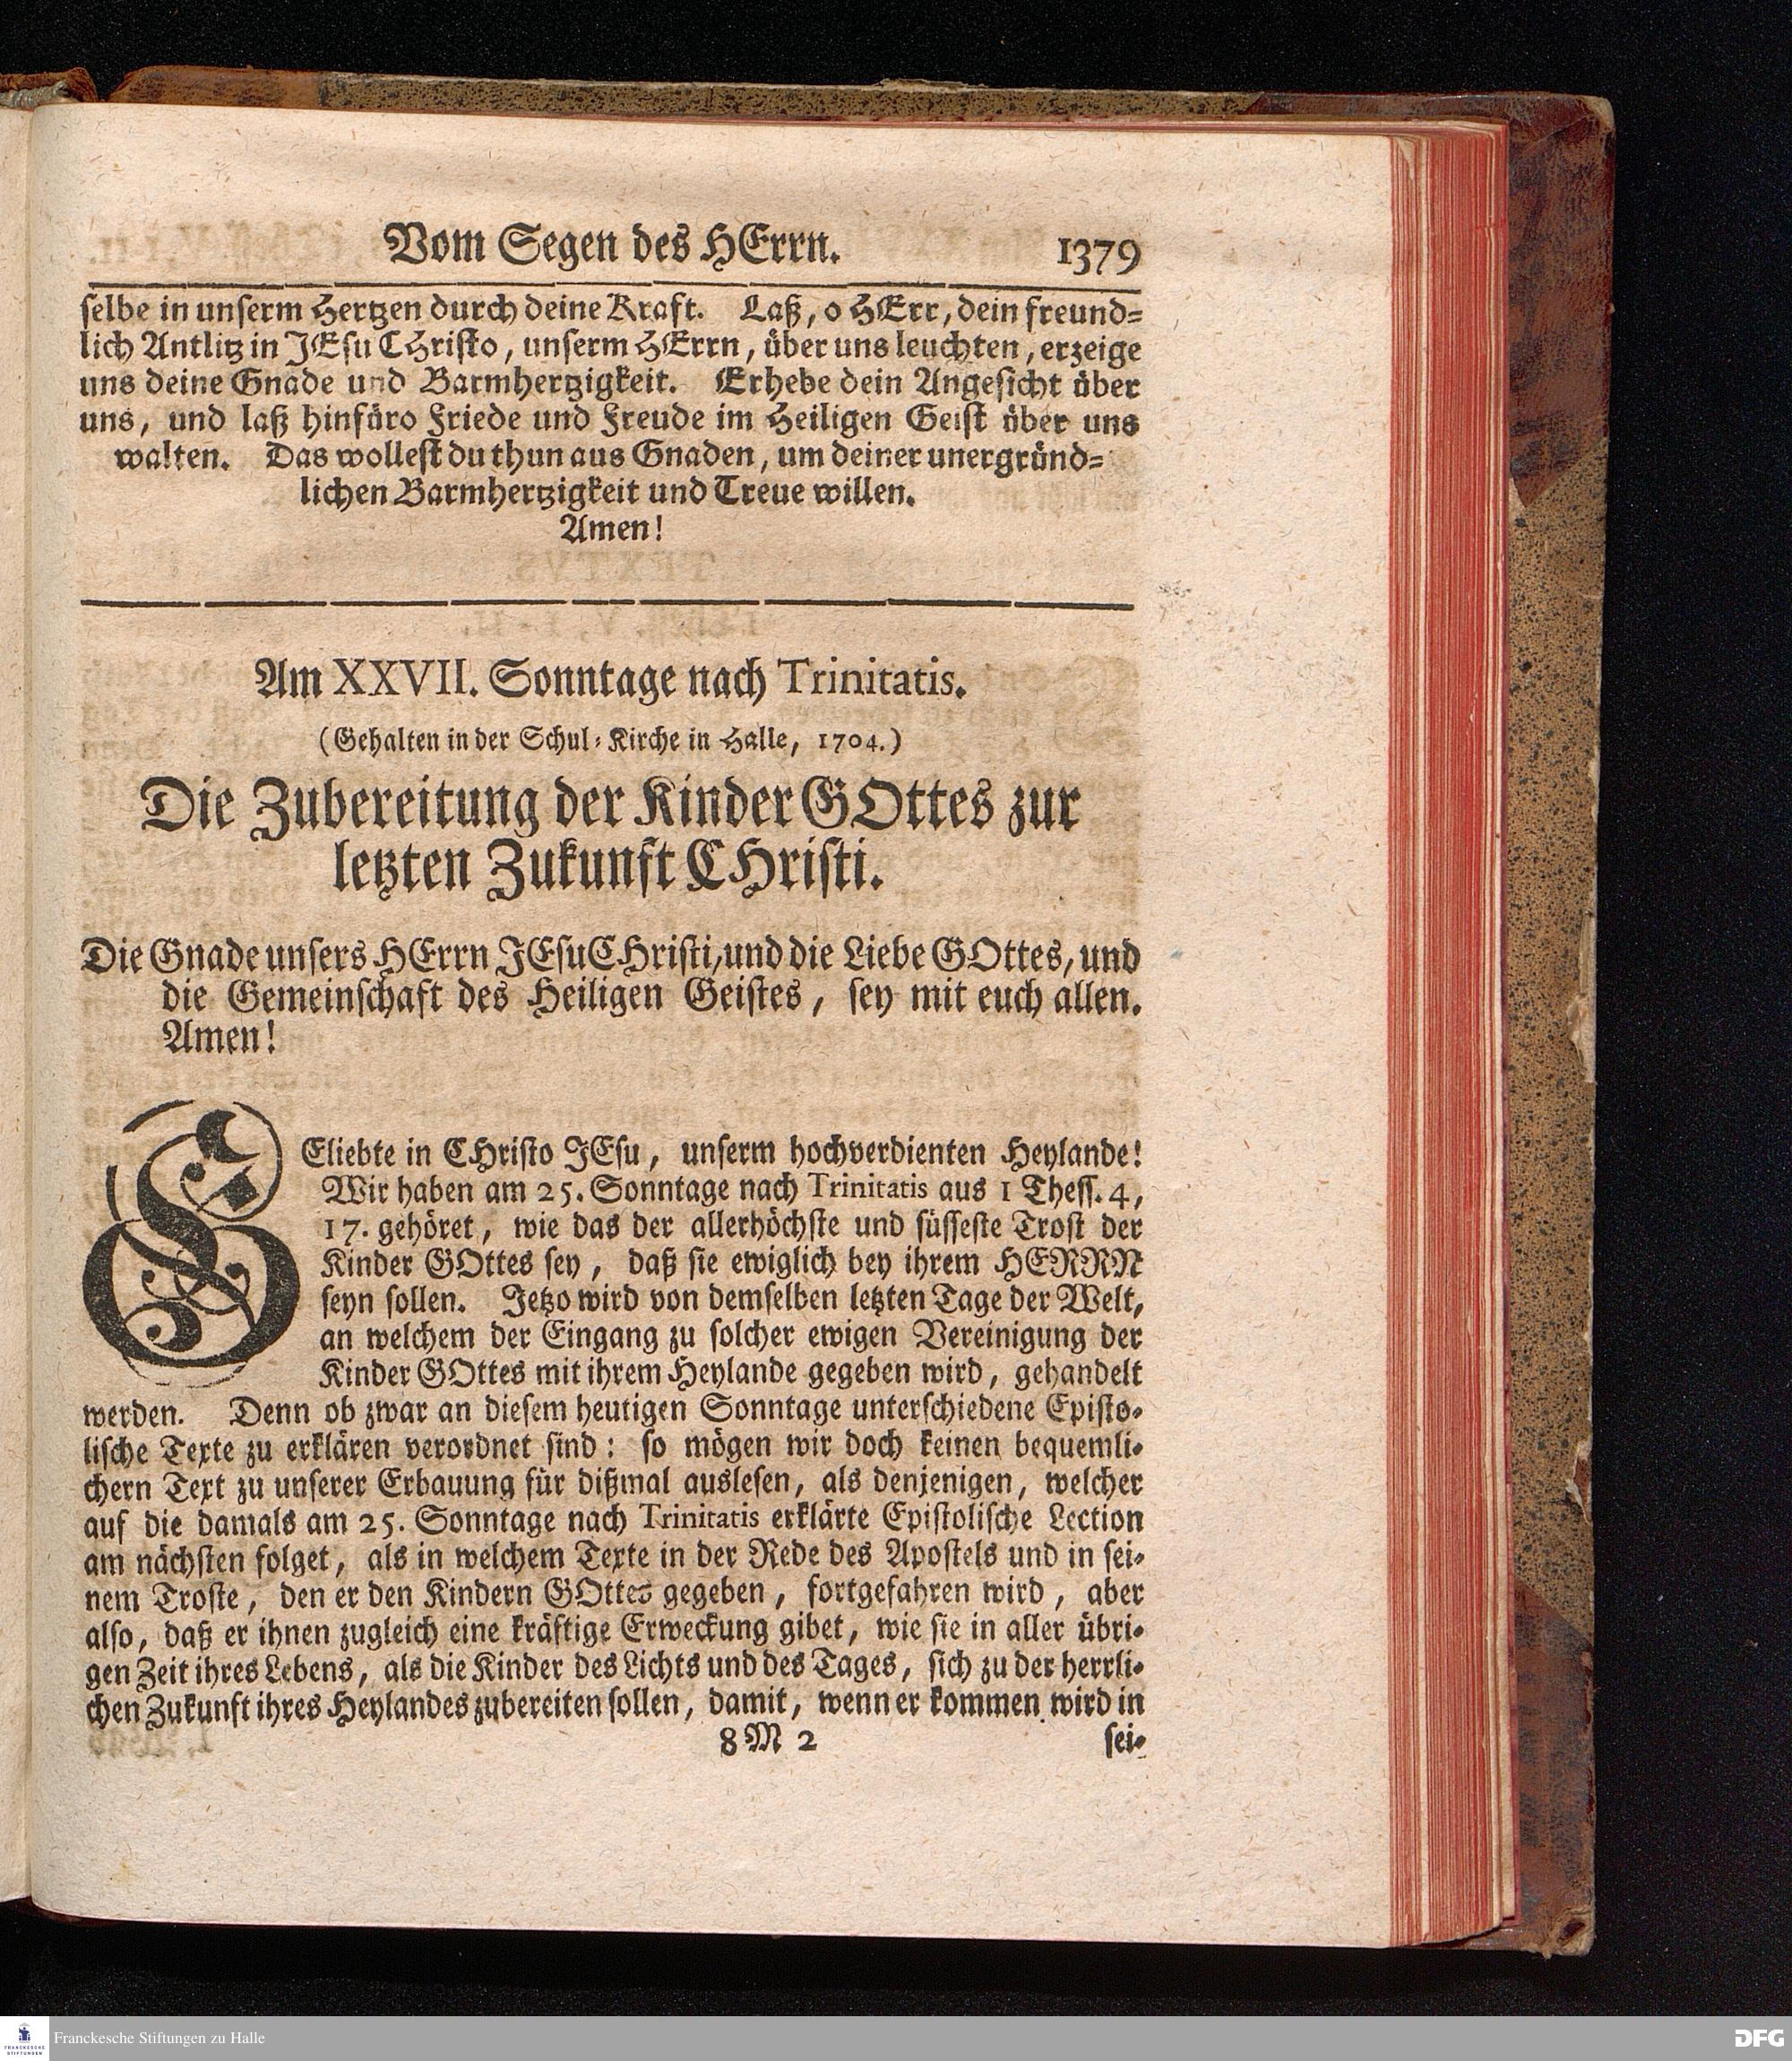 Vom Segen des HErrn. 1379
selbe in unserm Hertzen durch deine Kraft. Laß, o HErr, dein freund-
lich Antlitz in JEsu CHristo, unserm HErrn, über uns leuchten, erzeige
uns deine Gnade und Barmhertzigkeit. Erhebe dein Angesicht über
uns, und laß hinfüro Friede und Freude im Heiligen Geist über uns
walten. Das wollest du thun aus Gnaden, um deiner unergründ-
lichen Barmhertzigkeit und Treue willen.
Amen!
Am XXVII. Sonntage nach Trinitatis.
(Gehalten in der Schul-Kirche in Halle, 1704.)
Die Zubereitung der Kinder GOttes zur
letzten Zukunft CHristi.
Die Gnade unsers HErrn JEsu CHristi, und die Liebe GOttes, und
die Gemeinschaft des Heiligen Geistes, sey mit euch allen.
Amen!
GEliebte in CHristo JEsu, unserm hochverdienten Heylande!
Wir haben am 25. Sonntage nach Trinitatis aus 1 Thess. 4,
17. gehöret, wie das der allerhöchste und süsseste Trost der
Kinder GOttes sey, daß sie ewiglich bey ihrem HERRN
seyn sollen. Jetzo wird von demselben letzten Tage der Welt,
an welchem der Eingang zu solcher ewigen Vereinigung der
Kinder GOttes mit ihrem Heylande gegeben wird, gehandelt
werden. Denn ob zwar an diesem heutigen Sonntage unterschiedene Episto-
lische Texte zu erklären verordnet sind: so mögen wir doch keinen bequemli-
chern Text zu unserer Erbauung für dißmal auslesen, als denjenigen, welcher
auf die damals am 25. Sonntage nach Trinitatis erklärte Epistolische Lection
am nächsten folget, als in welchem Texte in der Rede des Apostels und in sei-
nem Troste, den er den Kindern GOttes gegeben, fortgefahren wird, aber
also, daß er ihnen zugleich eine kräftige Erweckung gibet, wie sie in aller übri-
gen Zeit ihres Lebens, als die Kinder des Lichts und des Tages, sich zu der herrli-
chen Zukunft ihres Heylandes zubereiten sollen, damit, wenn er kommen wird in
8 M 2 sei-
FRANCKESCHE STIFTUNGEN
Franckesche Stiftungen zu Halle
DFG